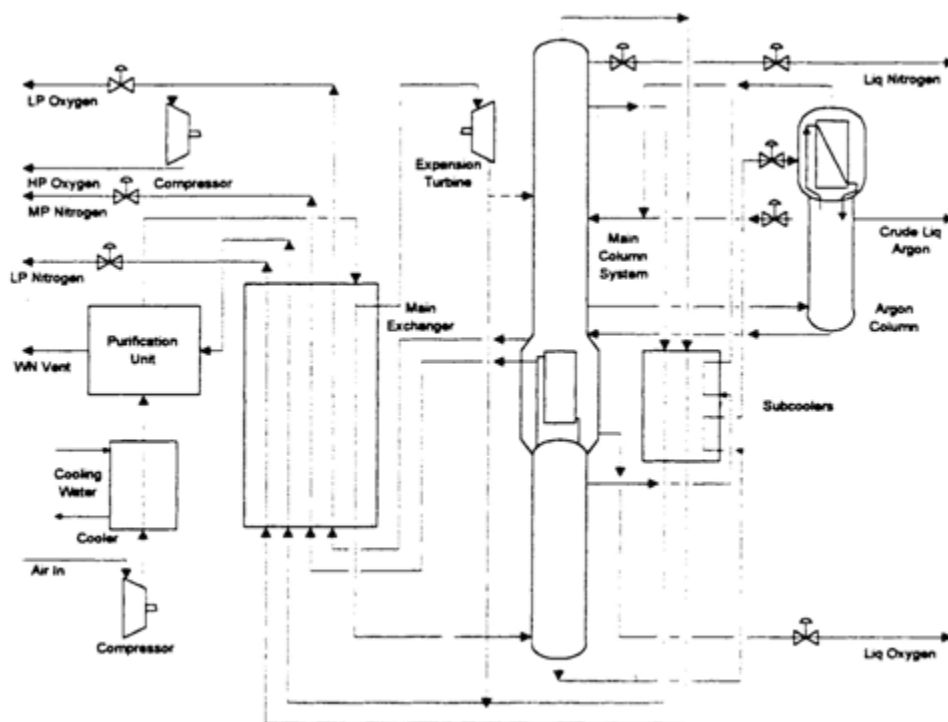 LP Oxygen
HP Oxygen
Compressor
MP Nitrogen
LP Nitrogen
Purification
Unit
WN Vent
Cooling
Water
Cooler
Air In
Compressor
Main
Exchanger
Expension
Turbine
Main
Column
System
Liq Nitrogen
Crude Liq
Argon
Argon
Column
Subcoolers
Liq Oxygen